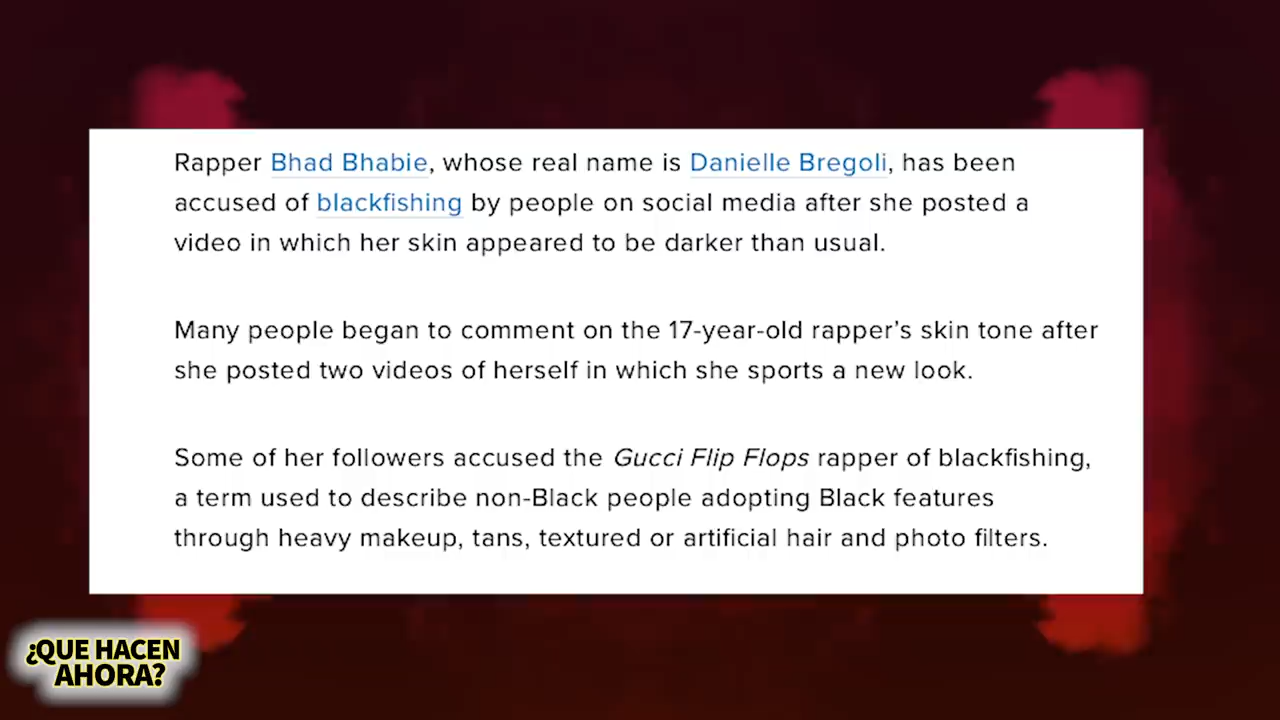 Rapper Bhad Bhabie, whose real name is Danielle Bregoli, has been
accused of blackfishing by people on social media after she posted a
video in which her skin appeared to be darker than usual.
Many people began to comment on the 17-year-old rapper’s skin tone after
she posted two videos of herself in which she sports a new look.
Some of her followers accused the Gucci Flip Flops rapper of blackfishing,
a term used to describe non-Black people adopting Black features
through heavy makeup, tans, textured or artificial hair and photo filters.
¿QUE HACEN
AHORA?